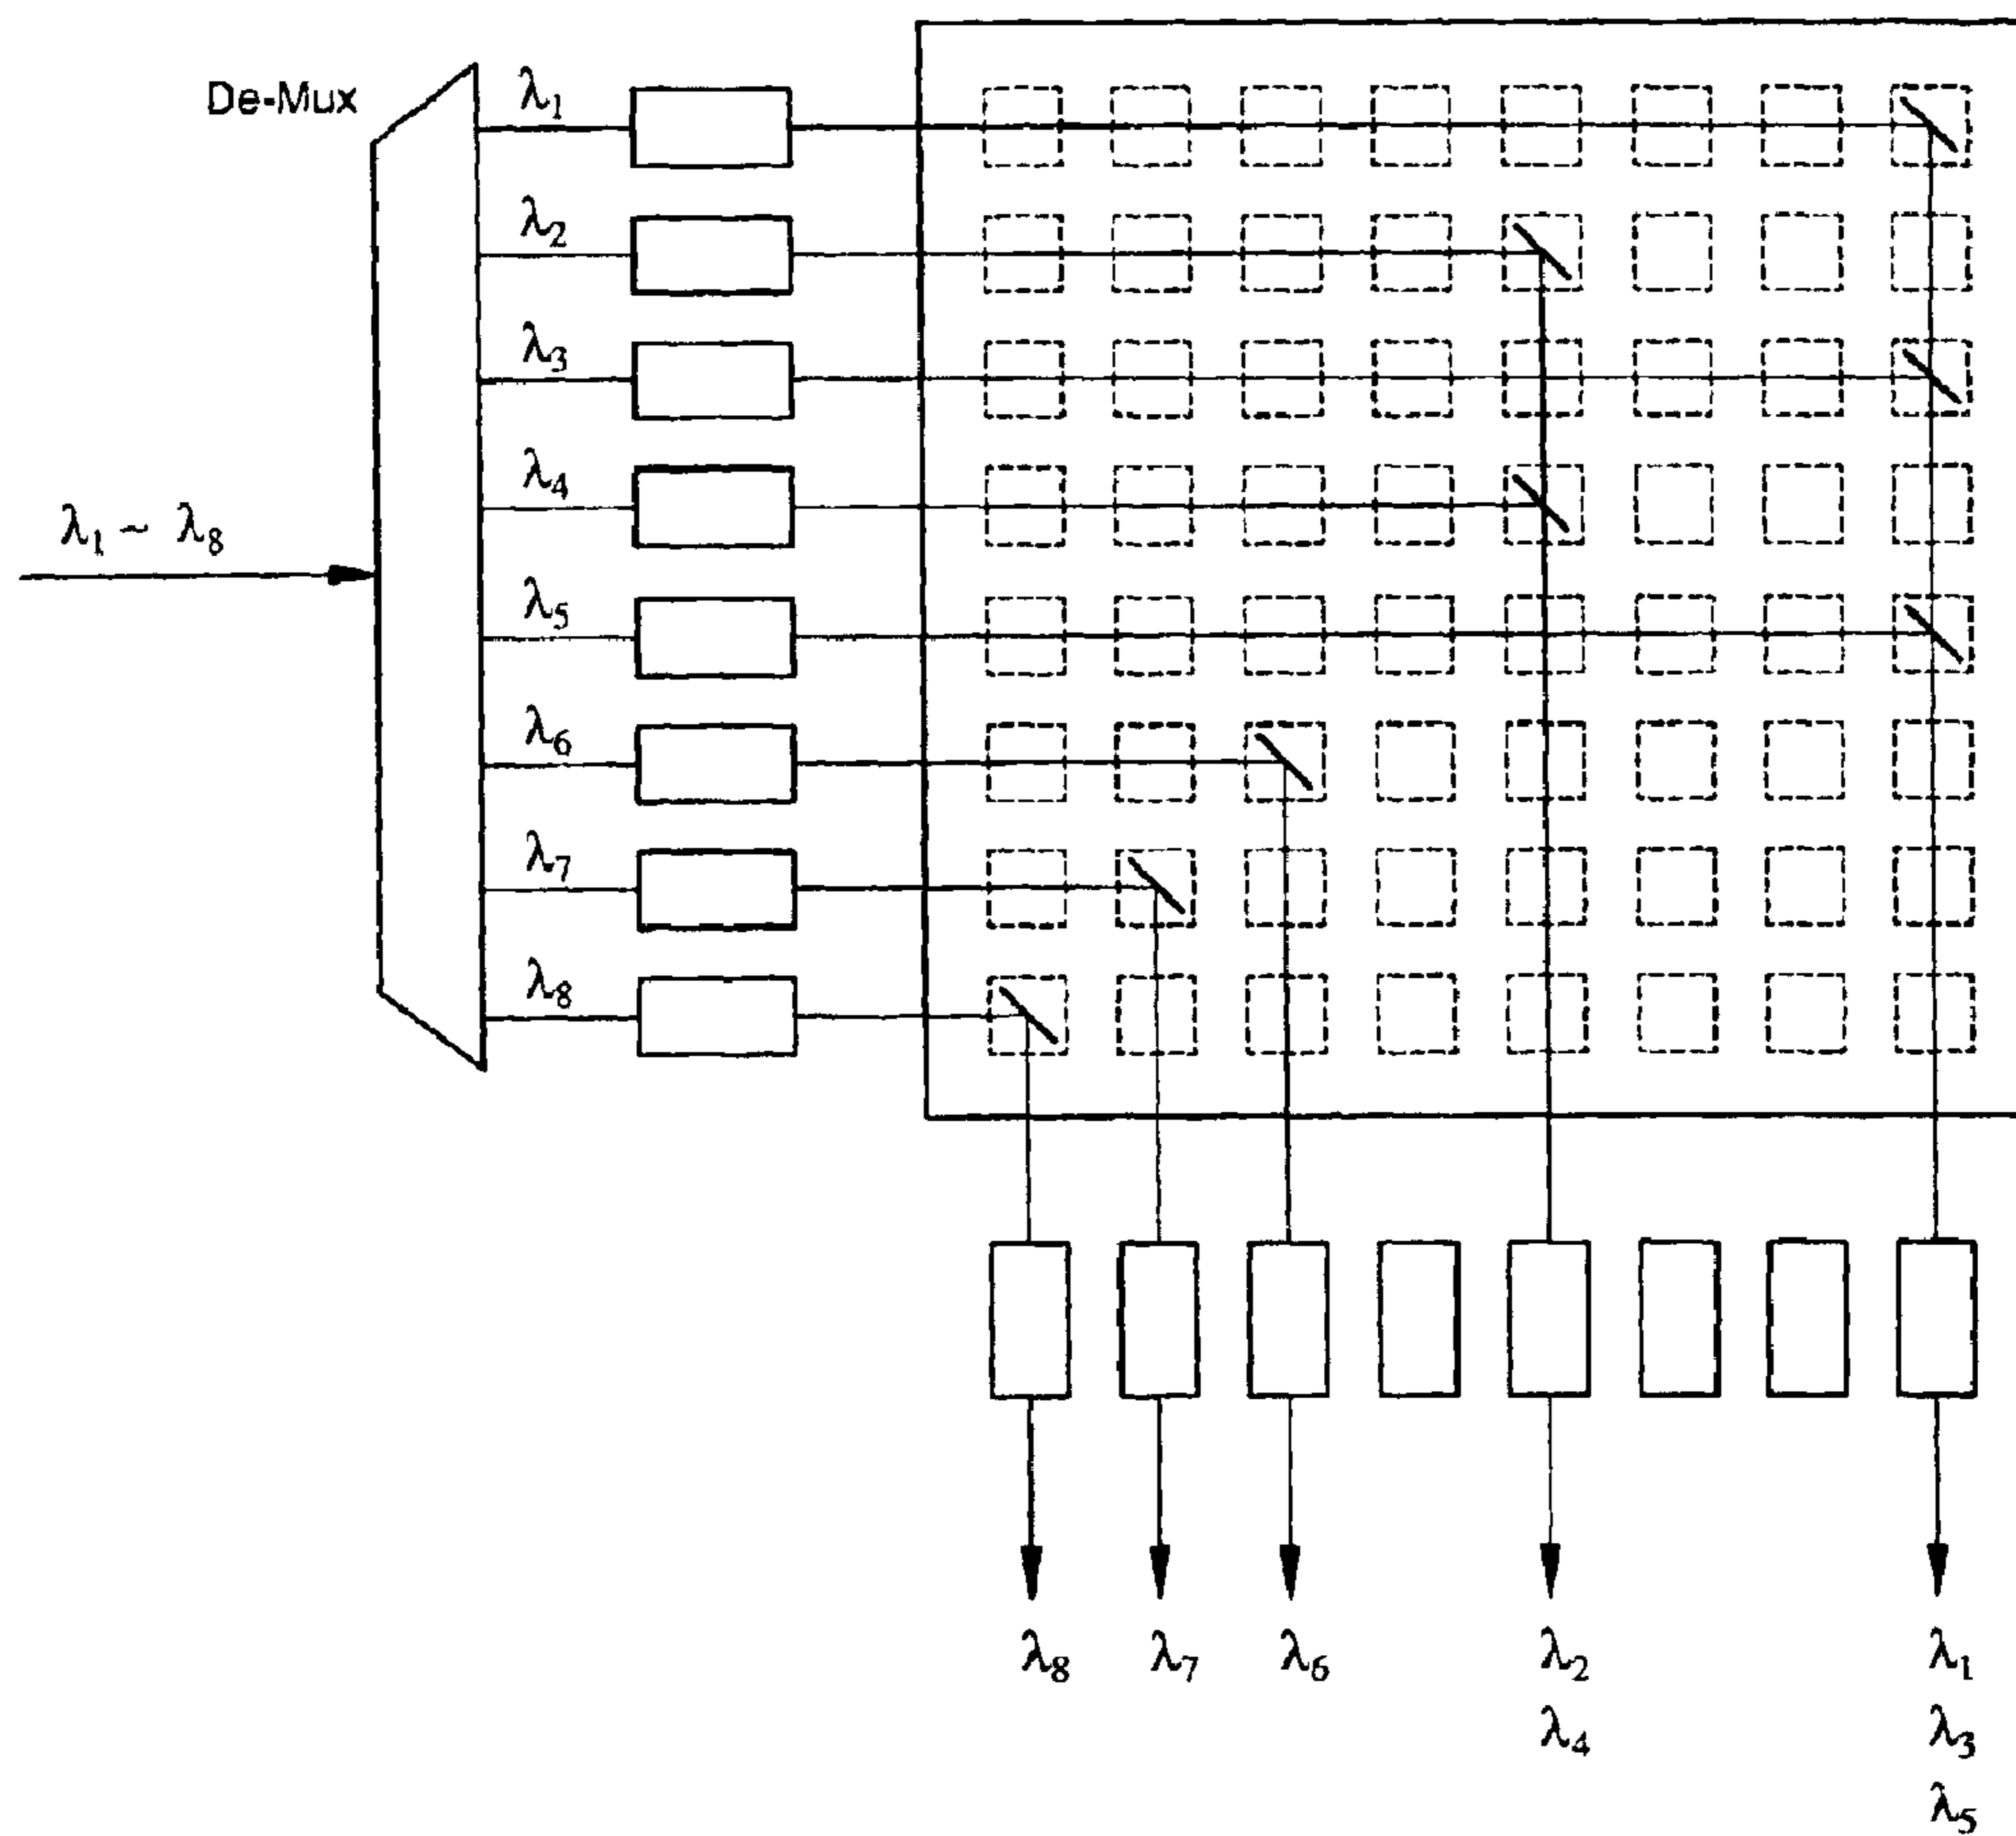 De-Mux
λ₁
λ₂
λ₃
λ₄
λ₁ ~ λ₈
λ₅
λ₆
λ₇
λ₈
λ₈ λ₇ λ₆ λ₂ λ₁
λ₄ λ₃
λ₅